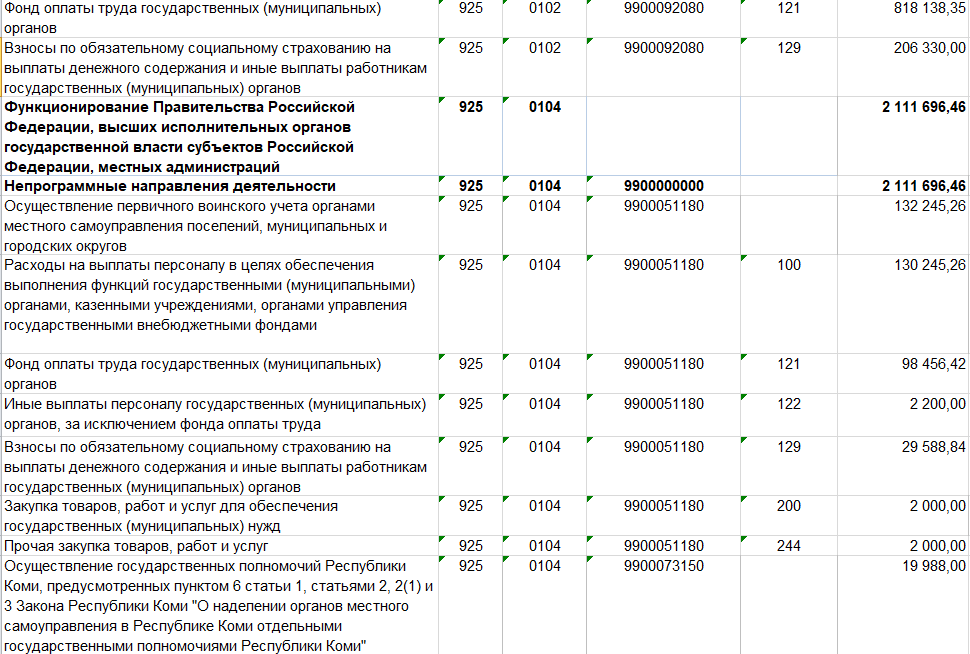 Фонд оплаты труда государственных (муниципальных) 925 0102 9900092080 121 818 138,35
органов
Взносы по обязательному социальному страхованию на 925 0102 9900092080 129 206 330,00
выплаты денежного содержания и иные выплаты работникам
государственных (муниципальных) органов
Функционирование Правительства Российской 925 0104 2 111 696,46
Федерации, высших исполнительных органов
государственной власти субъектов Российской
Федерации, местных администраций
Непрограммные направления деятельности 925 0104 9900000000 2 111 696,46
Осуществление первичного воинского учета органами 925 0104 9900051180 132 245,26
местного самоуправления поселений, муниципальных и
городских округов
Расходы на выплаты персоналу в целях обеспечения 925 0104 9900051180 100 130 245,26
выполнения функций государственными (муниципальными)
органами, казенными учреждениями, органами управления
государственными внебюджетными фондами
Фонд оплаты труда государственных (муниципальных) 925 0104 9900051180 121 98 456,42
органов
Иные выплаты персоналу государственных (муниципальных) 925 0104 9900051180 122 2 200,00
органов, за исключением фонда оплаты труда
Взносы по обязательному социальному страхованию на 925 0104 9900051180 129 29 588,84
выплаты денежного содержания и иные выплаты работникам
государственных (муниципальных) органов
Закупка товаров, работ и услуг для обеспечения 925 0104 9900051180 200 2 000,00
государственных (муниципальных) нужд
Прочая закупка товаров, работ и услуг 925 0104 9900051180 244 2 000,00
Осуществление государственных полномочий Республики 925 0104 9900073150 19 988,00
Коми, предусмотренных пунктом 6 статьи 1, статьями 2, 2(1) и
3 Закона Республики Коми "О наделении органов местного
самоуправления в Республике Коми отдельными
государственными полномочиями Республики Коми"